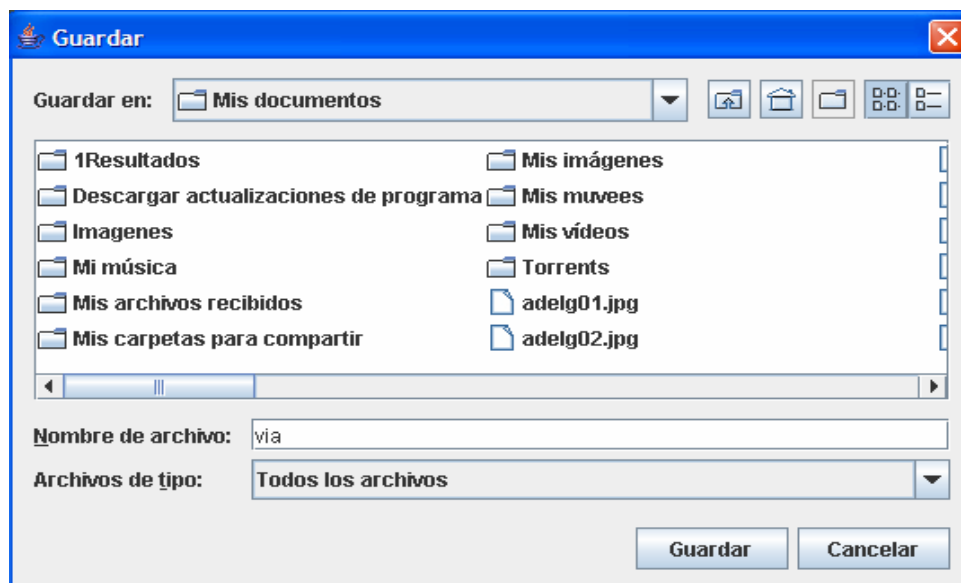 Guardar
Guardar en: Mis documentos
1Resultados
Descargar actualizaciones de programa
Imagenes
Mi música
Mis archivos recibidos
Mis carpetas para compartir
Mis imágenes
Mis muvees
Mis vídeos
Torrents
adelg01.jpg
adelg02.jpg
Nombre de archivo: via
Archivos de tipo: Todos los archivos
Guardar Cancelar